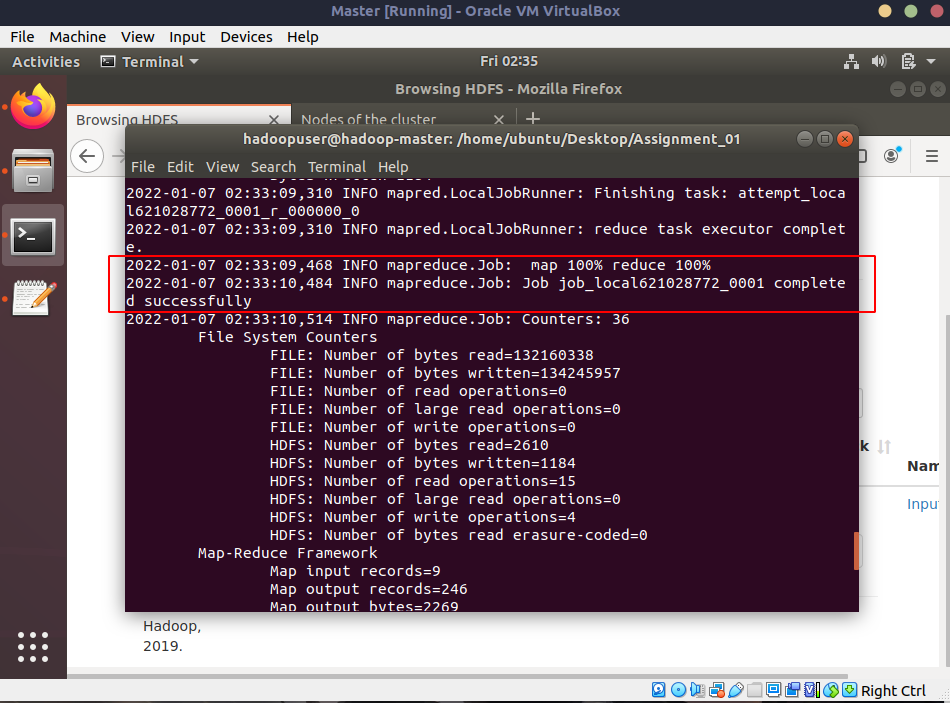 Master [Running] - Oracle VM VirtualBox
File Machine View Input Devices Help
Activities Terminal Fri 02:35
Browsing HDFS - Mozilla Firefox
Browsing HDFS Nodes of the cluster
hadoopuser@hadoop-master: /home/ubuntu/Desktop/Assignment_01
File Edit View Search Terminal Help
2022-01-07 02:33:09,310 INFO mapred.LocalJobRunner: Finishing task: attempt_loca
l621028772_0001_r_000000_0
2022-01-07 02:33:09,310 INFO mapred.LocalJobRunner: reduce task executor complet
e.
2022-01-07 02:33:09,468 INFO mapreduce.Job:  map 100% reduce 100%
2022-01-07 02:33:10,484 INFO mapreduce.Job: Job job_local621028772_0001 complete
d successfully
2022-01-07 02:33:10,514 INFO mapreduce.Job: Counters: 36
File System Counters
FILE: Number of bytes read=132160338
FILE: Number of bytes written=134245957
FILE: Number of read operations=0
FILE: Number of large read operations=0
FILE: Number of write operations=0
HDFS: Number of bytes read=2610
HDFS: Number of bytes written=1184
HDFS: Number of read operations=15
HDFS: Number of large read operations=0
HDFS: Number of write operations=4
HDFS: Number of bytes read erasure-coded=0
Map-Reduce Framework
Map input records=9
Map output records=246
Map output bytes=2269
k
Nam
Inpu
Hadoop,
2019.
Right Ctrl